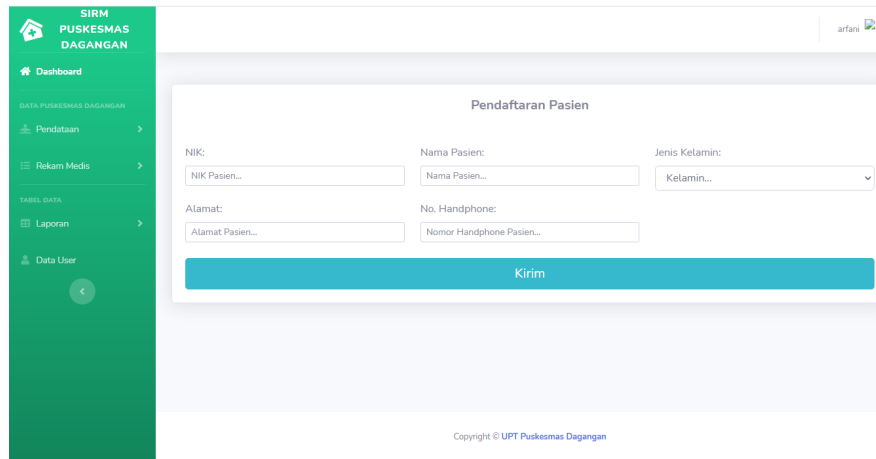 SIRM
PUSKESMAS
DAGANGAN
arfani
Dashboard
DATA PUSKESMAS DAGANGAN
Pendataan
Rekam Medis
TABEL DATA
Laporan
Data User
Pendaftaran Pasien
NIK:
Nama Pasien:
Jenis Kelamin:
NIK Pasien...
Nama Pasien...
Kelamin...
Alamat:
No. Handphone:
Alamat Pasien...
Nomor Handphone Pasien...
Kirim
Copyright © UPT Puskesmas Dagangan